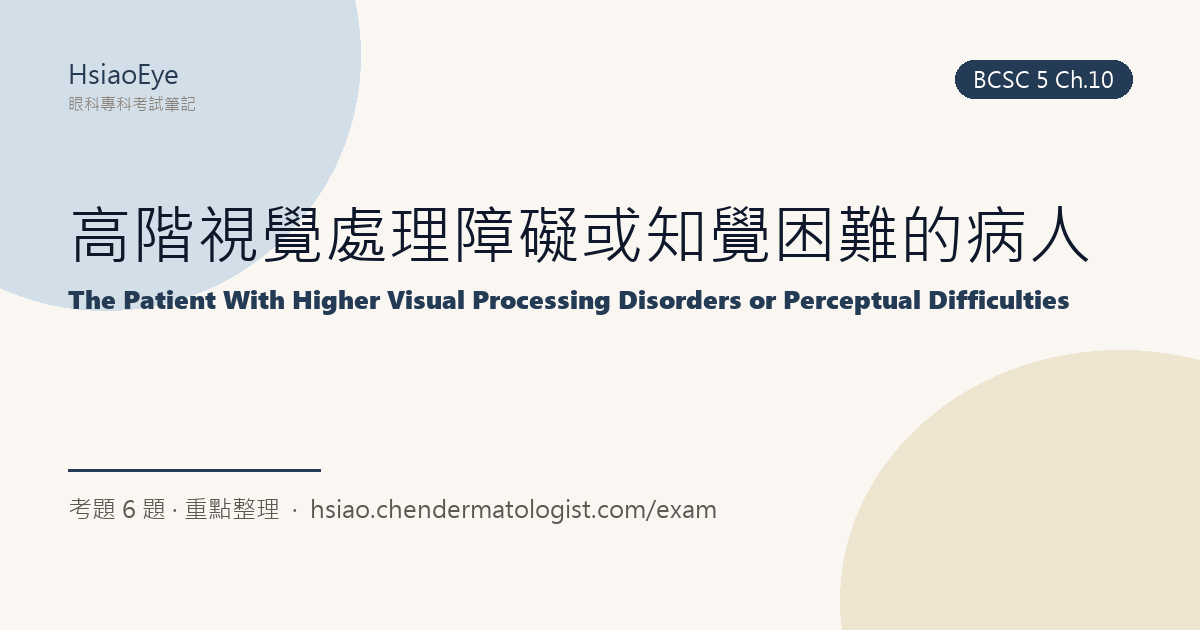 HsiaoEye
眼科專科考試筆記
BCSC 5 Ch.10
高階視覺處理障礙或知覺困難的病人
The Patient With Higher Visual Processing Disorders or Perceptual Difficulties
考題 6 題 · 重點整理 · hsiao.chendermatologist.com/exam